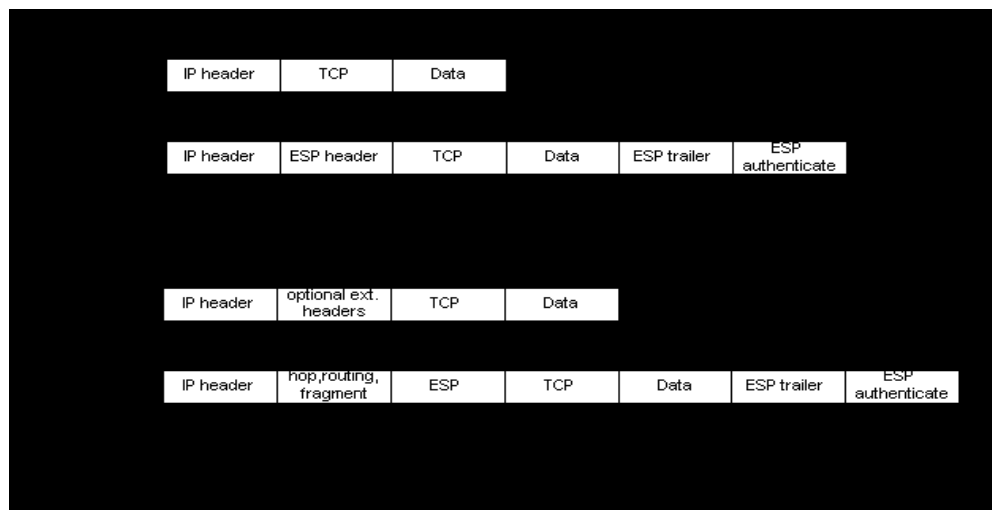 IP header TCP Data
IP header ESP header TCP Data ESP trailer ESP authenticate
IP header optional ext. headers TCP Data
IP header hop,routing, fragment ESP TCP Data ESP trailer ESP authenticate